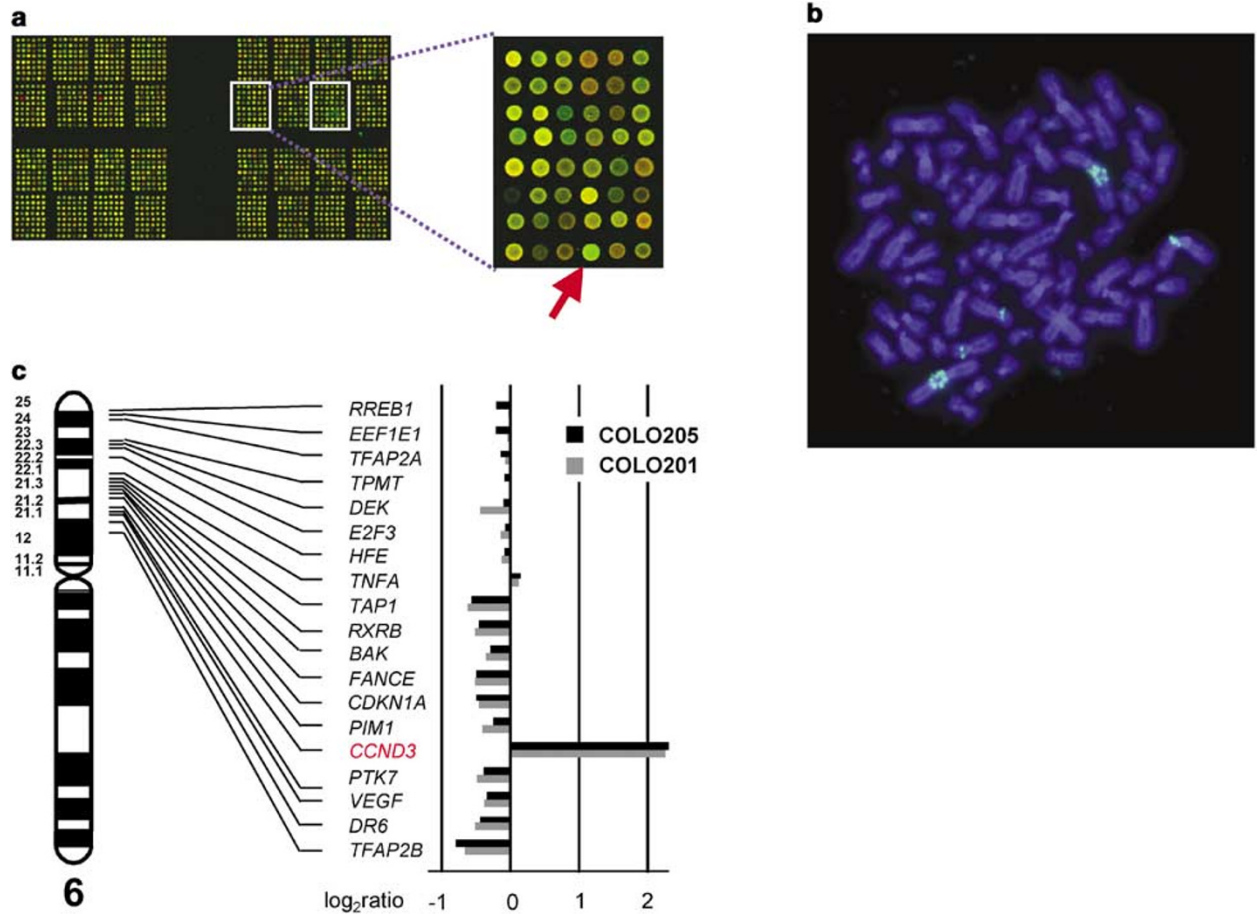 a
b
c
25
24
23
22.3
22.2
22.1
21.3
21.2
21.1
12
11.2
11.1
6
RREB1
EEF1E1
TFAP2A
TPMT
DEK
E2F3
HFE
TNFA
TAP1
RXRB
BAK
FANCE
CDKN1A
PIM1
CCND3
PTK7
VEGF
DR6
TFAP2B
COLO205
COLO201
log₂ratio -1 0 1 2